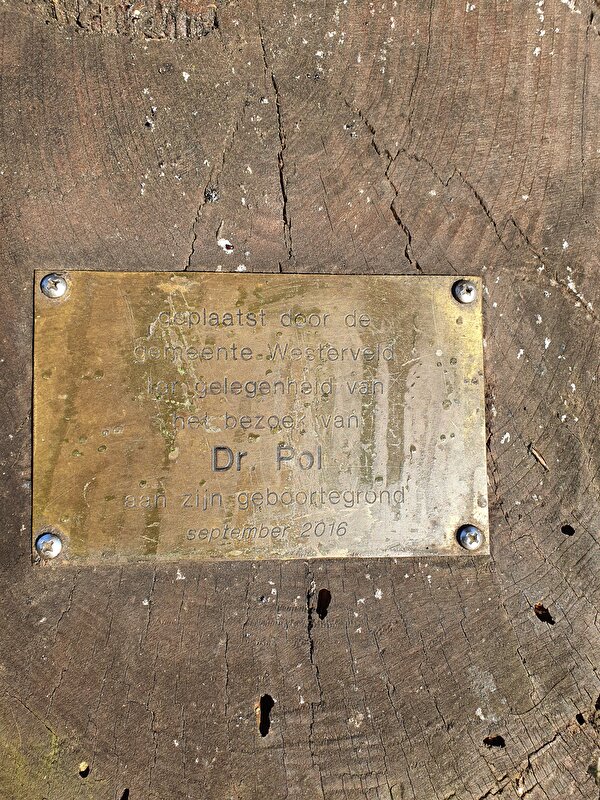 geplaatst door de
gemeente Westerveld
ter gelegenheid van
het bezoek van
Dr. Pol
aan zijn geboortegrond
september 2016